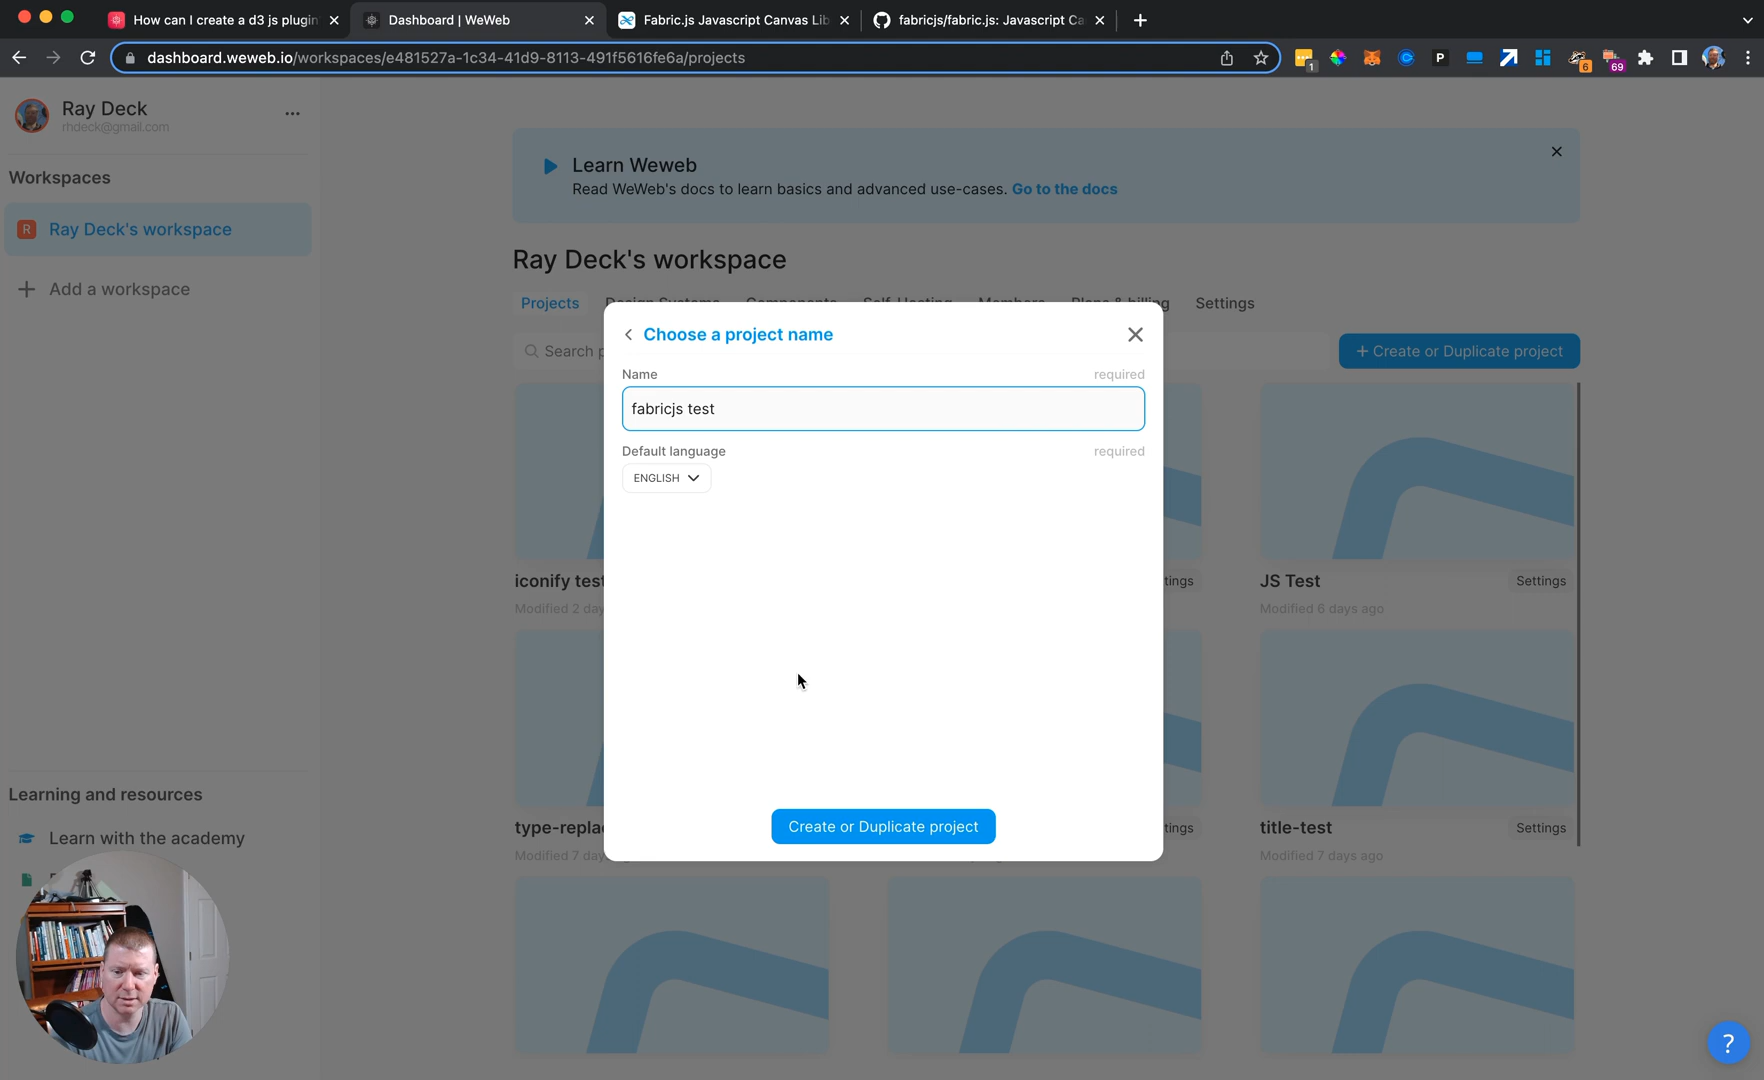 How can I create a d3 js plugin
Dashboard | WeWeb
Fabric.js Javascript Canvas Lib
fabricjs/fabric.js: Javascript Ca
dashboard.weweb.io/workspaces/e481527a-1c34-41d9-8113-491f5616fe6a/projects
1
P
6
69
Ray Deck
rhdeck@gmail.com
Workspaces
R Ray Deck's workspace
Add a workspace
Learn Weweb
Read WeWeb's docs to learn basics and advanced use-cases. Go to the docs
Ray Deck's workspace
Projects Design Systems Components Self-Hosting Members Plans & billing Settings
Search p
+ Create or Duplicate project
Choose a project name
Name required
fabricjs test
Default language required
ENGLISH
Create or Duplicate project
iconify test
Modified 2 day
tings
JS Test Settings
Modified 6 days ago
type-repla
Modified 7 day
tings
title-test Settings
Modified 7 days ago
Learning and resources
Learn with the academy
?